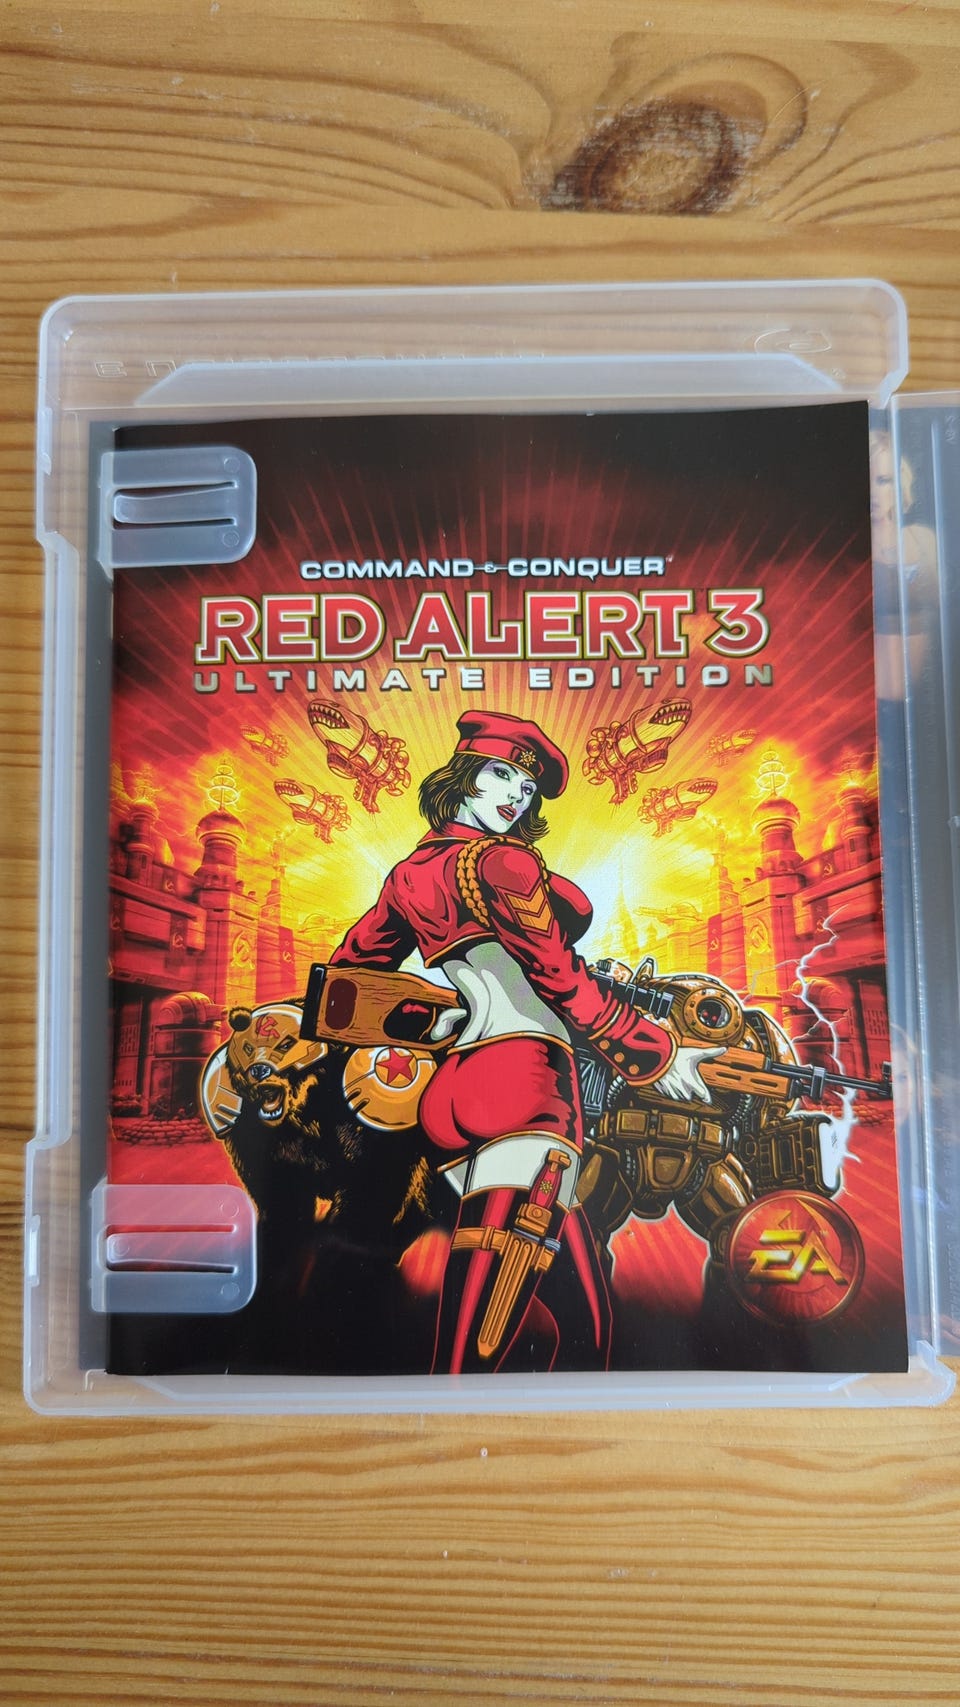 COMMAND & CONQUER
RED ALERT 3
ULTIMATE EDITION
EA